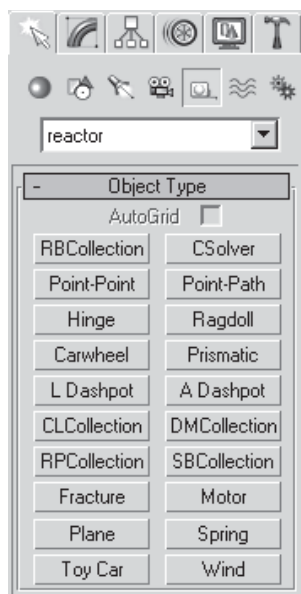 reactor
- Object Type
AutoGrid
RBCollection CSolver
Point-Point Point-Path
Hinge Ragdoll
Carwheel Prismatic
L Dashpot A Dashpot
CLCollection DMCollection
RPCollection SBCollection
Fracture Motor
Plane Spring
Toy Car Wind